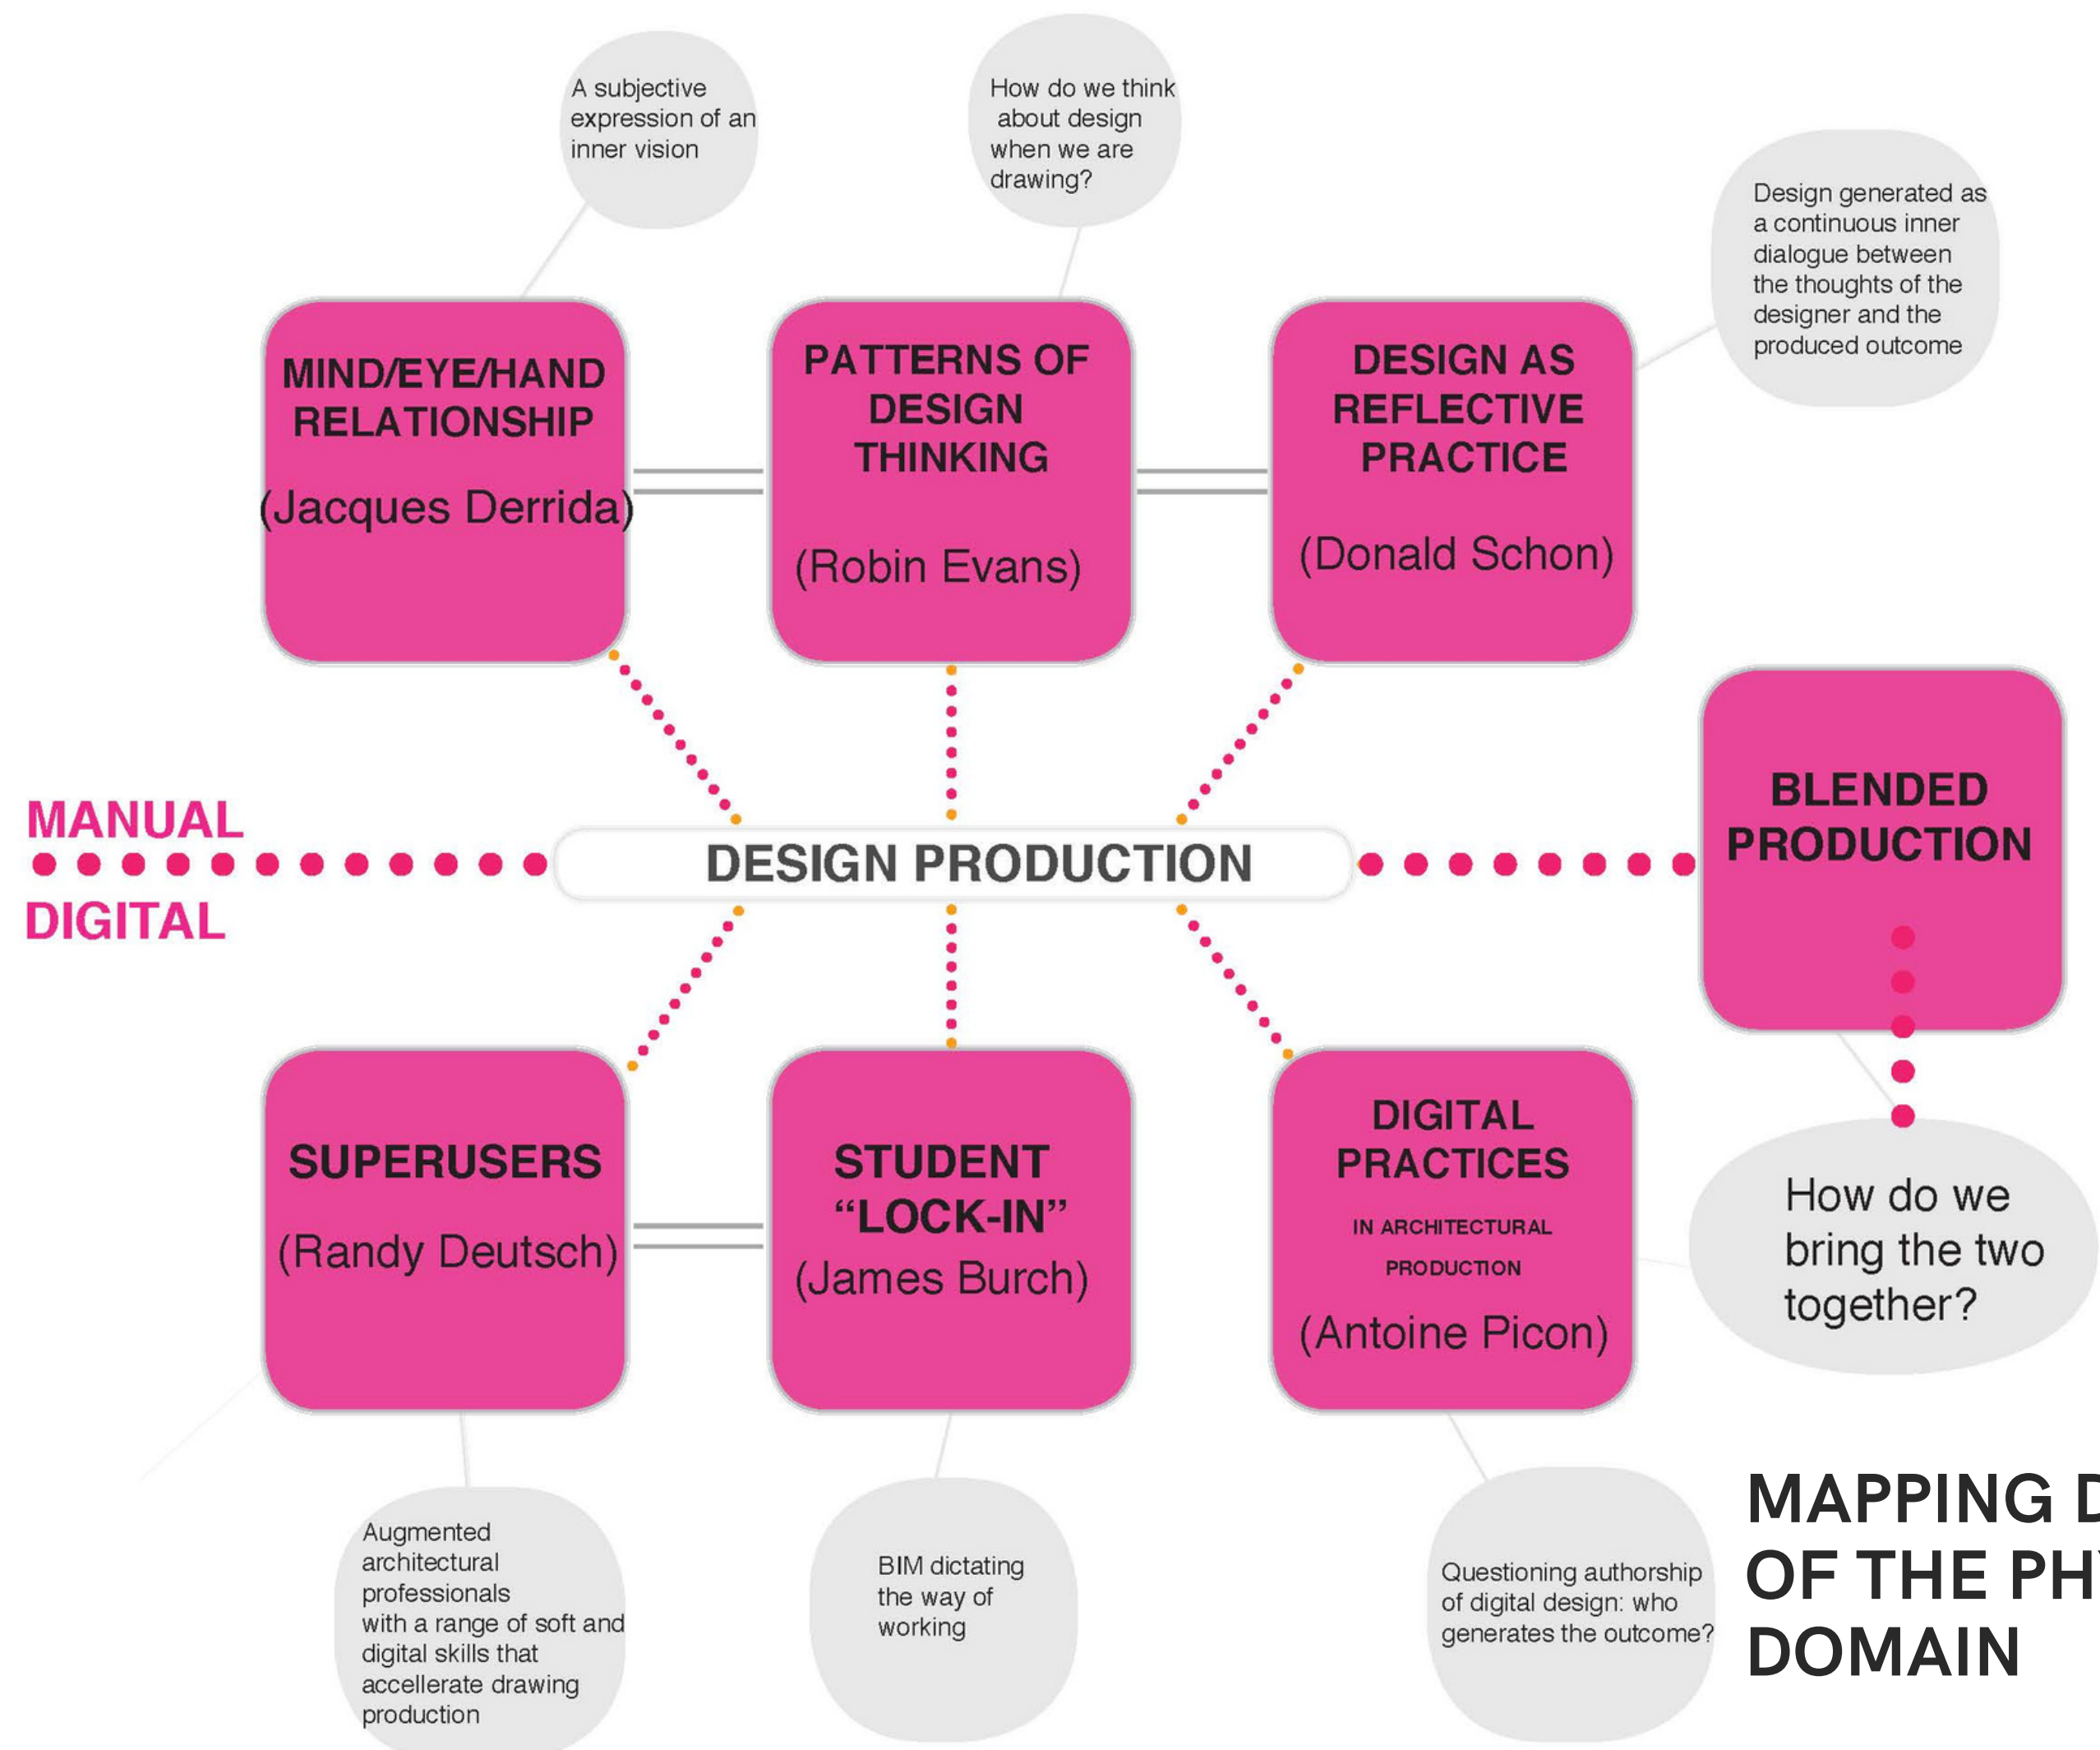 A subjective
expression of an
inner vision
How do we think
about design
when we are
drawing?
Design generated as
a continuous inner
dialogue between
the thoughts of the
designer and the
produced outcome
MIND/EYE/HAND
RELATIONSHIP
(Jacques Derrida)
PATTERNS OF
DESIGN
THINKING
(Robin Evans)
DESIGN AS
REFLECTIVE
PRACTICE
(Donald Schon)
MANUAL
DIGITAL
DESIGN PRODUCTION
BLENDED
PRODUCTION
SUPERUSERS
(Randy Deutsch)
STUDENT
“LOCK-IN”
(James Burch)
DIGITAL
PRACTICES
IN ARCHITECTURAL
PRODUCTION
(Antoine Picon)
How do we
bring the two
together?
Augmented
architectural
professionals
with a range of soft and
digital skills that
accellerate drawing
production
BIM dictating
the way of
working
Questioning authorship
of digital design: who
generates the outcome?
MAPPING
OF THE
DOMAIN